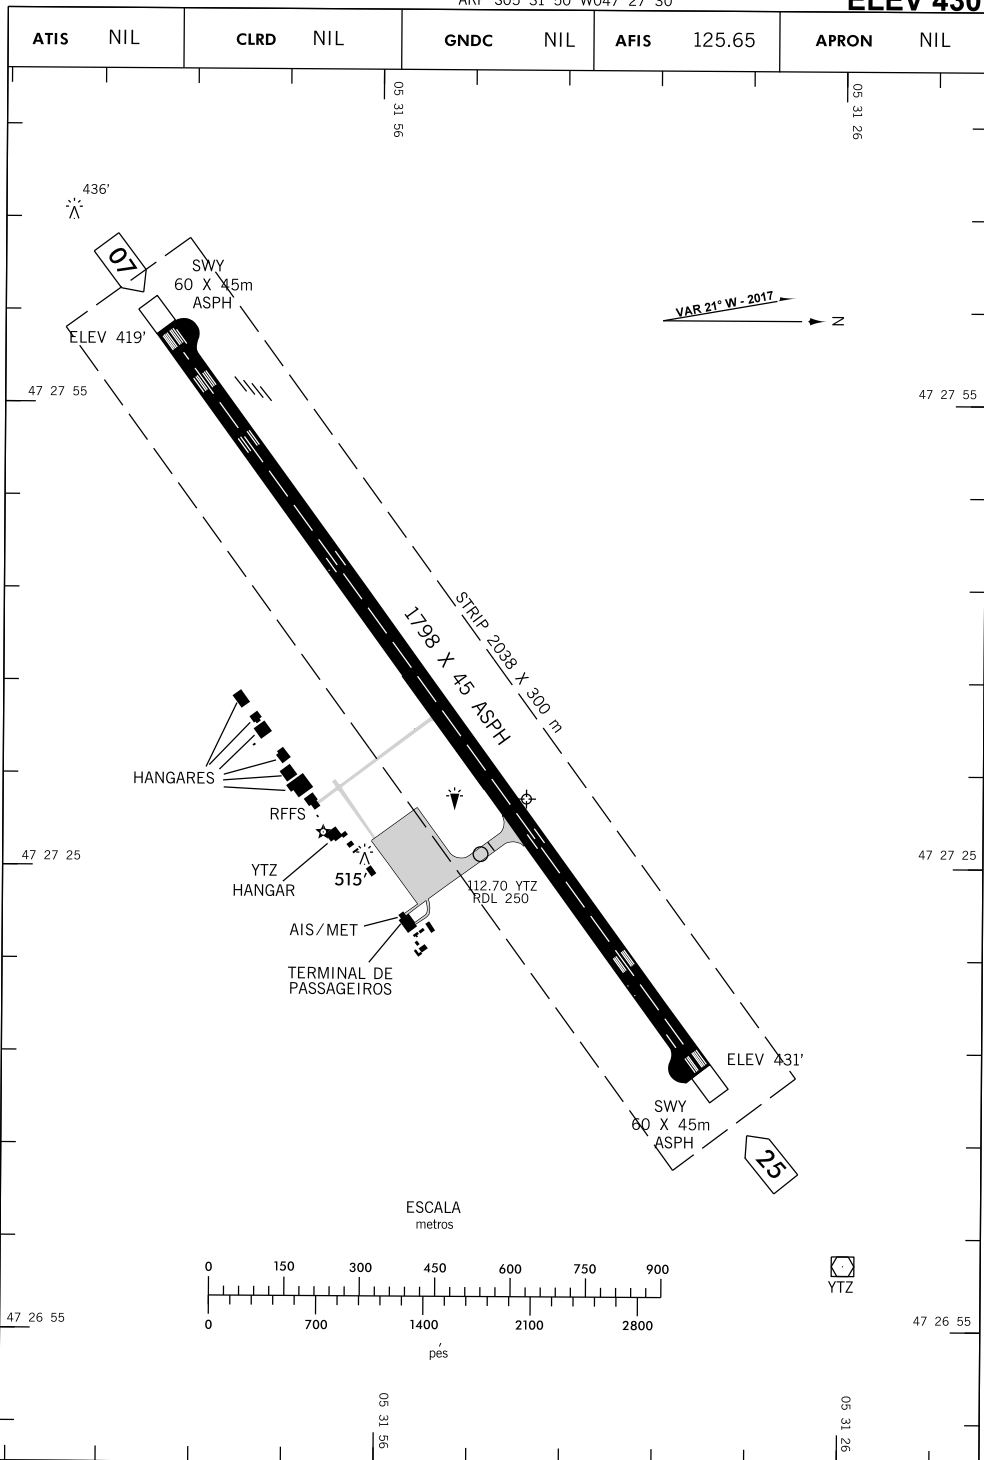 ARP S05 31 50 W047 27 30
ELEV 430
ATIS NIL CLRD NIL GNDC NIL AFIS 125.65 APRON NIL
05 31 56
05 31 26
436'
07
SWY
60 X 45m
ASPH
ELEV 419'
VAR 21° W - 2017
N
47 27 55
47 27 55
STRIP 2038 X 300 m
1798 X 45 ASPH
HANGARES
RFFS
YTZ
HANGAR
515'
47 27 25
47 27 25
112.70 YTZ
RDL 250
AIS/MET
TERMINAL DE
PASSAGEIROS
ELEV 431'
SWY
60 X 45m
ASPH
25
ESCALA
metros
0 150 300 450 600 750 900
0 700 1400 2100 2800
pés
YTZ
47 26 55
47 26 55
05 31 56
05 31 26